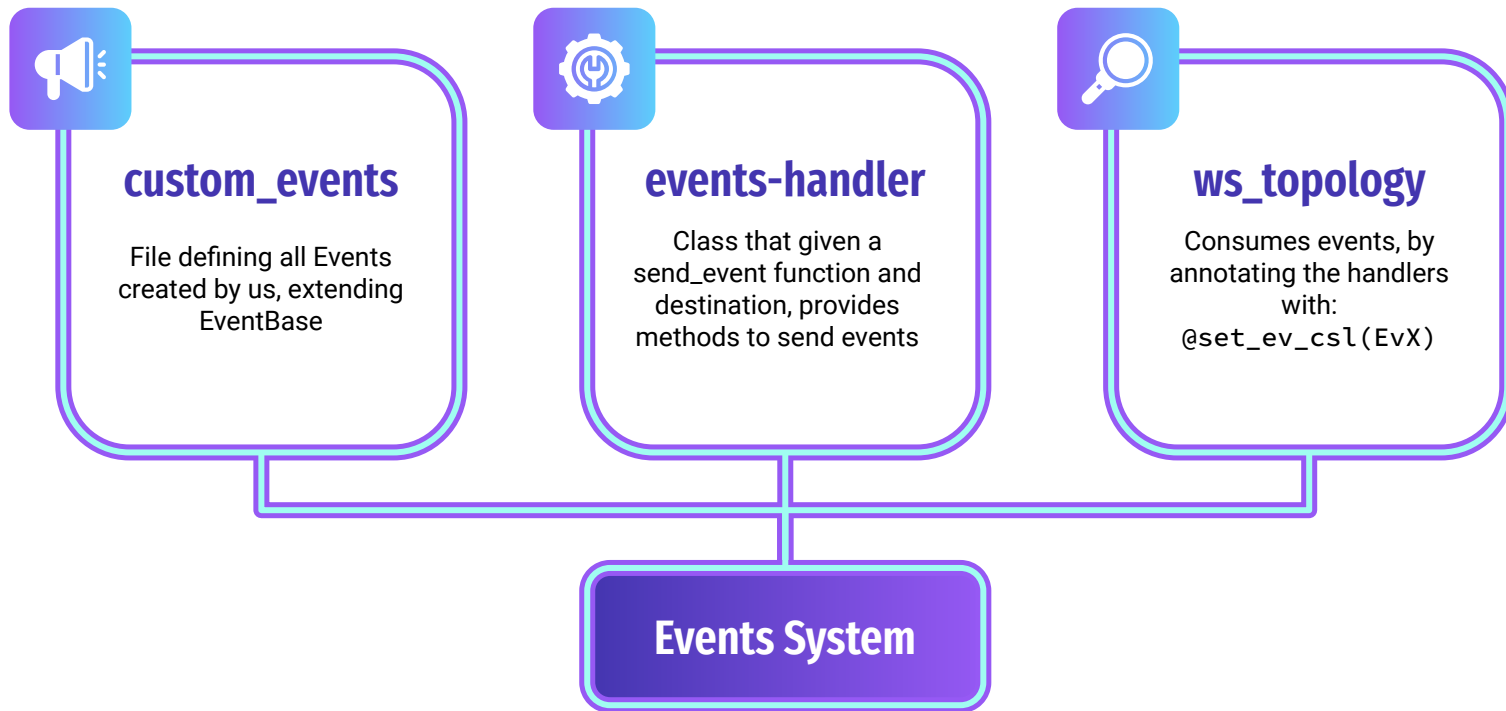 custom_events
File defining all Events
created by us, extending
EventBase
events-handler
Class that given a
send_event function and
destination, provides
methods to send events
ws_topology
Consumes events, by
annotating the handlers
with:
@set_ev_csl(EvX)
Events System